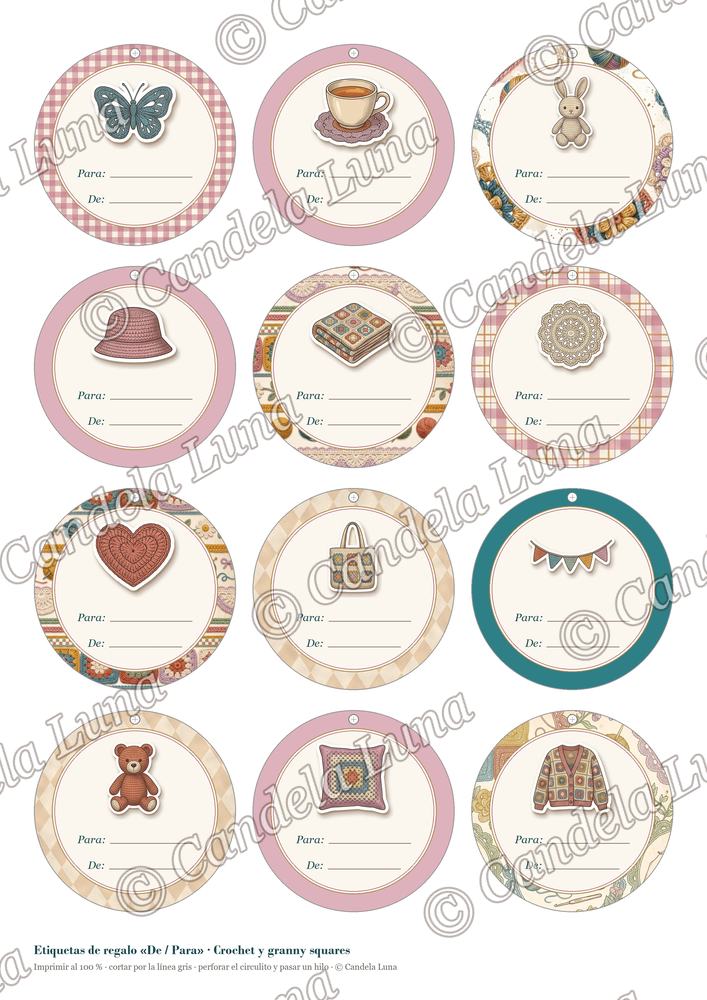 Para:
De:
Para:
De:
Para:
De:
Para:
De:
Para:
De:
Para:
De:
Para:
De:
Para:
De:
Para:
De:
Para:
De:
Para:
De:
Para:
De:
Etiquetas de regalo «De / Para» · Crochet y granny squares
Imprimir al 100 % · cortar por la línea gris · perforar el circulito y pasar un hilo · © Candela Luna
© Candela Luna